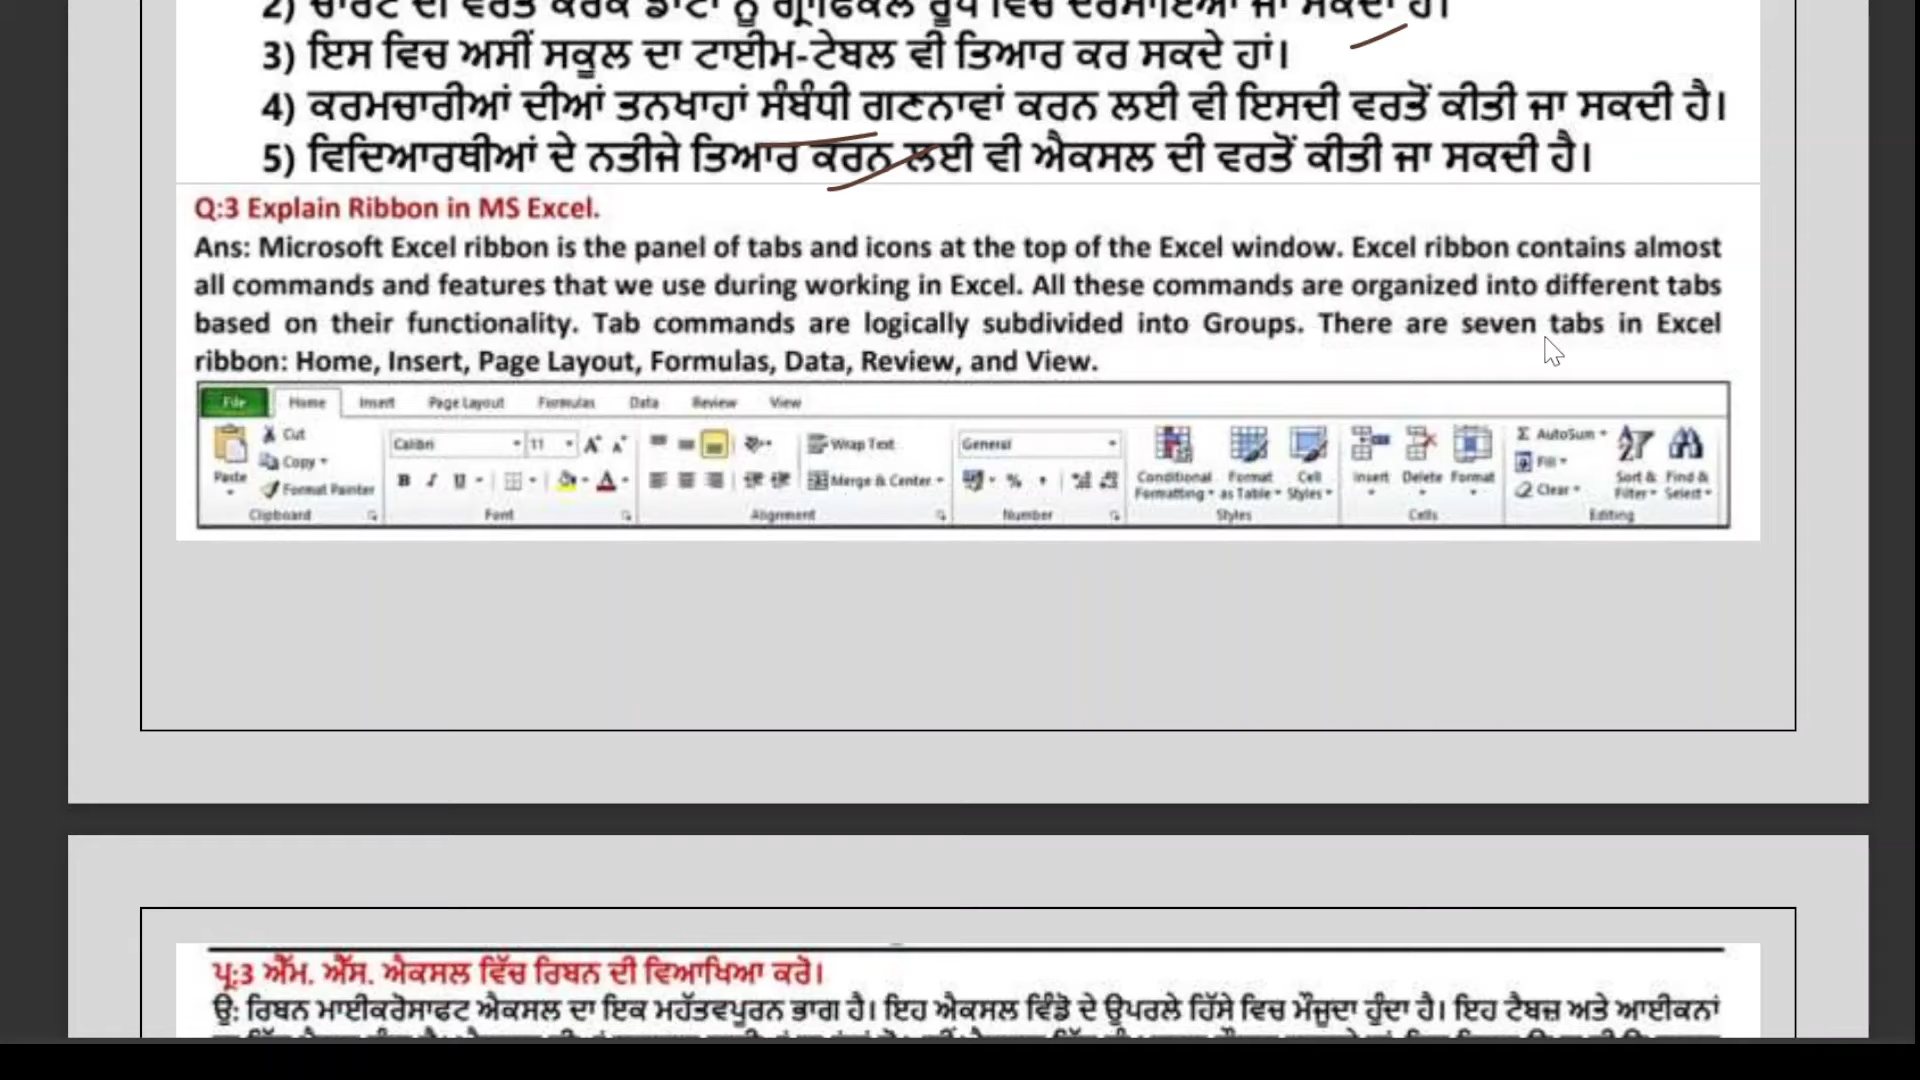 2) ਚਾਰਟ ਦੀ ਵਰਤੋਂ ਕਰਕੇ ਡਾਟਾ ਨੂੰ ਗ੍ਰਾਫਿਕਲ ਰੂਪ ਵਿਚ ਦਰਸਾਇਆ ਜਾ ਸਕਦਾ ਹੈ।
3) ਇਸ ਵਿਚ ਅਸੀਂ ਸਕੂਲ ਦਾ ਟਾਈਮ-ਟੇਬਲ ਵੀ ਤਿਆਰ ਕਰ ਸਕਦੇ ਹਾਂ।
4) ਕਰਮਚਾਰੀਆਂ ਦੀਆਂ ਤਨਖਾਹਾਂ ਸੰਬੰਧੀ ਗਣਨਾਵਾਂ ਕਰਨ ਲਈ ਵੀ ਇਸਦੀ ਵਰਤੋਂ ਕੀਤੀ ਜਾ ਸਕਦੀ ਹੈ।
5) ਵਿਦਿਆਰਥੀਆਂ ਦੇ ਨਤੀਜੇ ਤਿਆਰ ਕਰਨ ਲਈ ਵੀ ਐਕਸਲ ਦੀ ਵਰਤੋਂ ਕੀਤੀ ਜਾ ਸਕਦੀ ਹੈ।
Q:3 Explain Ribbon in MS Excel.
Ans: Microsoft Excel ribbon is the panel of tabs and icons at the top of the Excel window. Excel ribbon contains almost
all commands and features that we use during working in Excel. All these commands are organized into different tabs
based on their functionality. Tab commands are logically subdivided into Groups. There are seven tabs in Excel
ribbon: Home, Insert, Page Layout, Formulas, Data, Review, and View.
File Home Insert Page Layout Formulas Data Review View
Cut
Copy
Format Painter
Paste
Clipboard
Calibri 11
B I U
Font
Wrap Text
Merge & Center
Alignment
General
%
Number
Conditional Formatting
Format as Table
Cell Styles
Styles
Insert Delete Format
Cells
Σ AutoSum
Fill
Clear
Sort & Filter
Find & Select
Editing
ਪ੍ਰ:3 ਐੱਮ. ਐੱਸ. ਐਕਸਲ ਵਿੱਚ ਰਿਬਨ ਦੀ ਵਿਆਖਿਆ ਕਰੋ।
ਉ: ਰਿਬਨ ਮਾਈਕਰੋਸਾਫਟ ਐਕਸਲ ਦਾ ਇਕ ਮਹੱਤਵਪੂਰਨ ਭਾਗ ਹੈ। ਇਹ ਐਕਸਲ ਵਿੰਡੋ ਦੇ ਉਪਰਲੇ ਹਿੱਸੇ ਵਿਚ ਮੌਜੂਦਾ ਹੁੰਦਾ ਹੈ। ਇਹ ਟੈਬਜ਼ ਅਤੇ ਆਈਕਨਾਂ